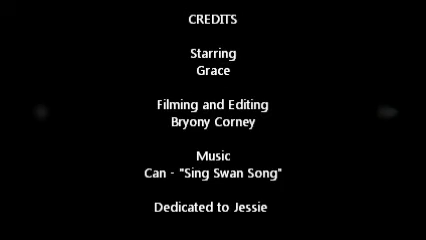 CREDITS
Starring
Grace
Filming and Editing
Bryony Corney
Music
Can - "Sing Swan Song"
Dedicated to Jessie